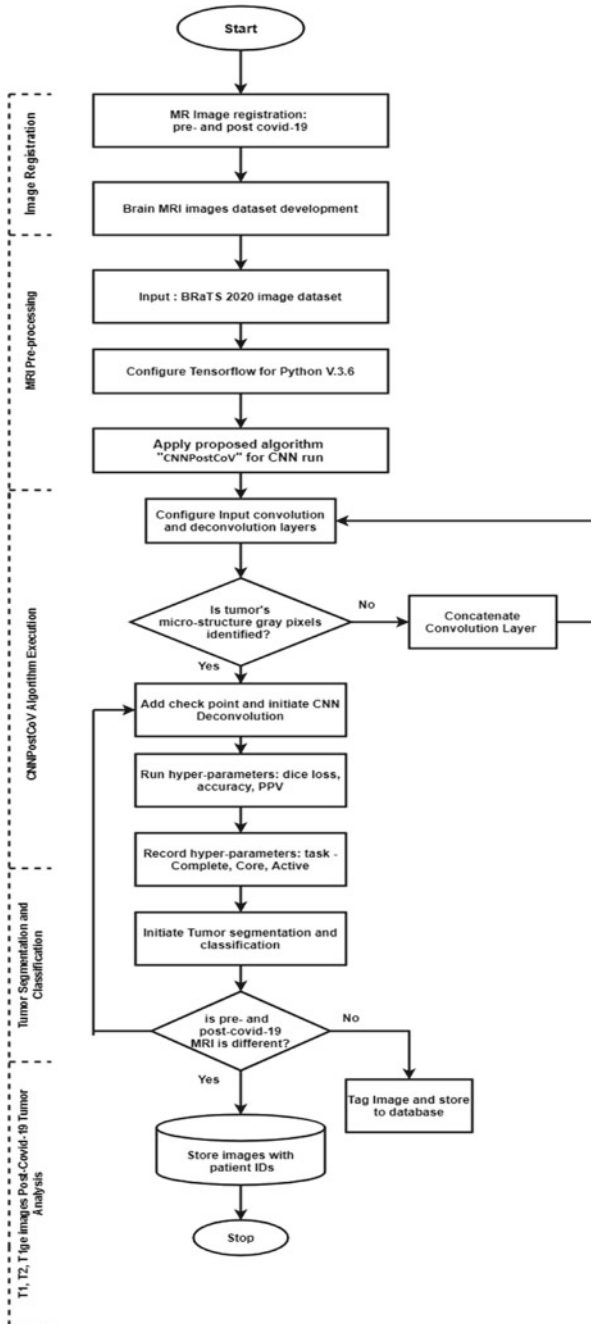 Start
Image Registration
MR Image registration:
pre- and post covid-19
Brain MRI images dataset development
MRI Pre-processing
Input : BRaTS 2020 image dataset
Configure Tensorflow for Python V.3.6
Apply proposed algorithm
"CNNPostCoV" for CNN run
CNNPostCoV Algorithm Execution
Configure Input convolution
and deconvolution layers
Is tumor's
micro-structure gray pixels
identified?
No
Concatenate
Convolution Layer
Yes
Add check point and initiate CNN
Deconvolution
Run hyper-parameters: dice loss,
accuracy, PPV
Record hyper-parameters: task -
Complete, Core, Active
Tumor Segmentation and
Classification
Initiate Tumor segmentation and
classification
is pre- and
post-covid-19
MRI is different?
No
Tag Image and store
to database
Yes
T1, T2, T1ge images Post-Covid-19 Tumor
Analysis
Store images with
patient IDs
Stop